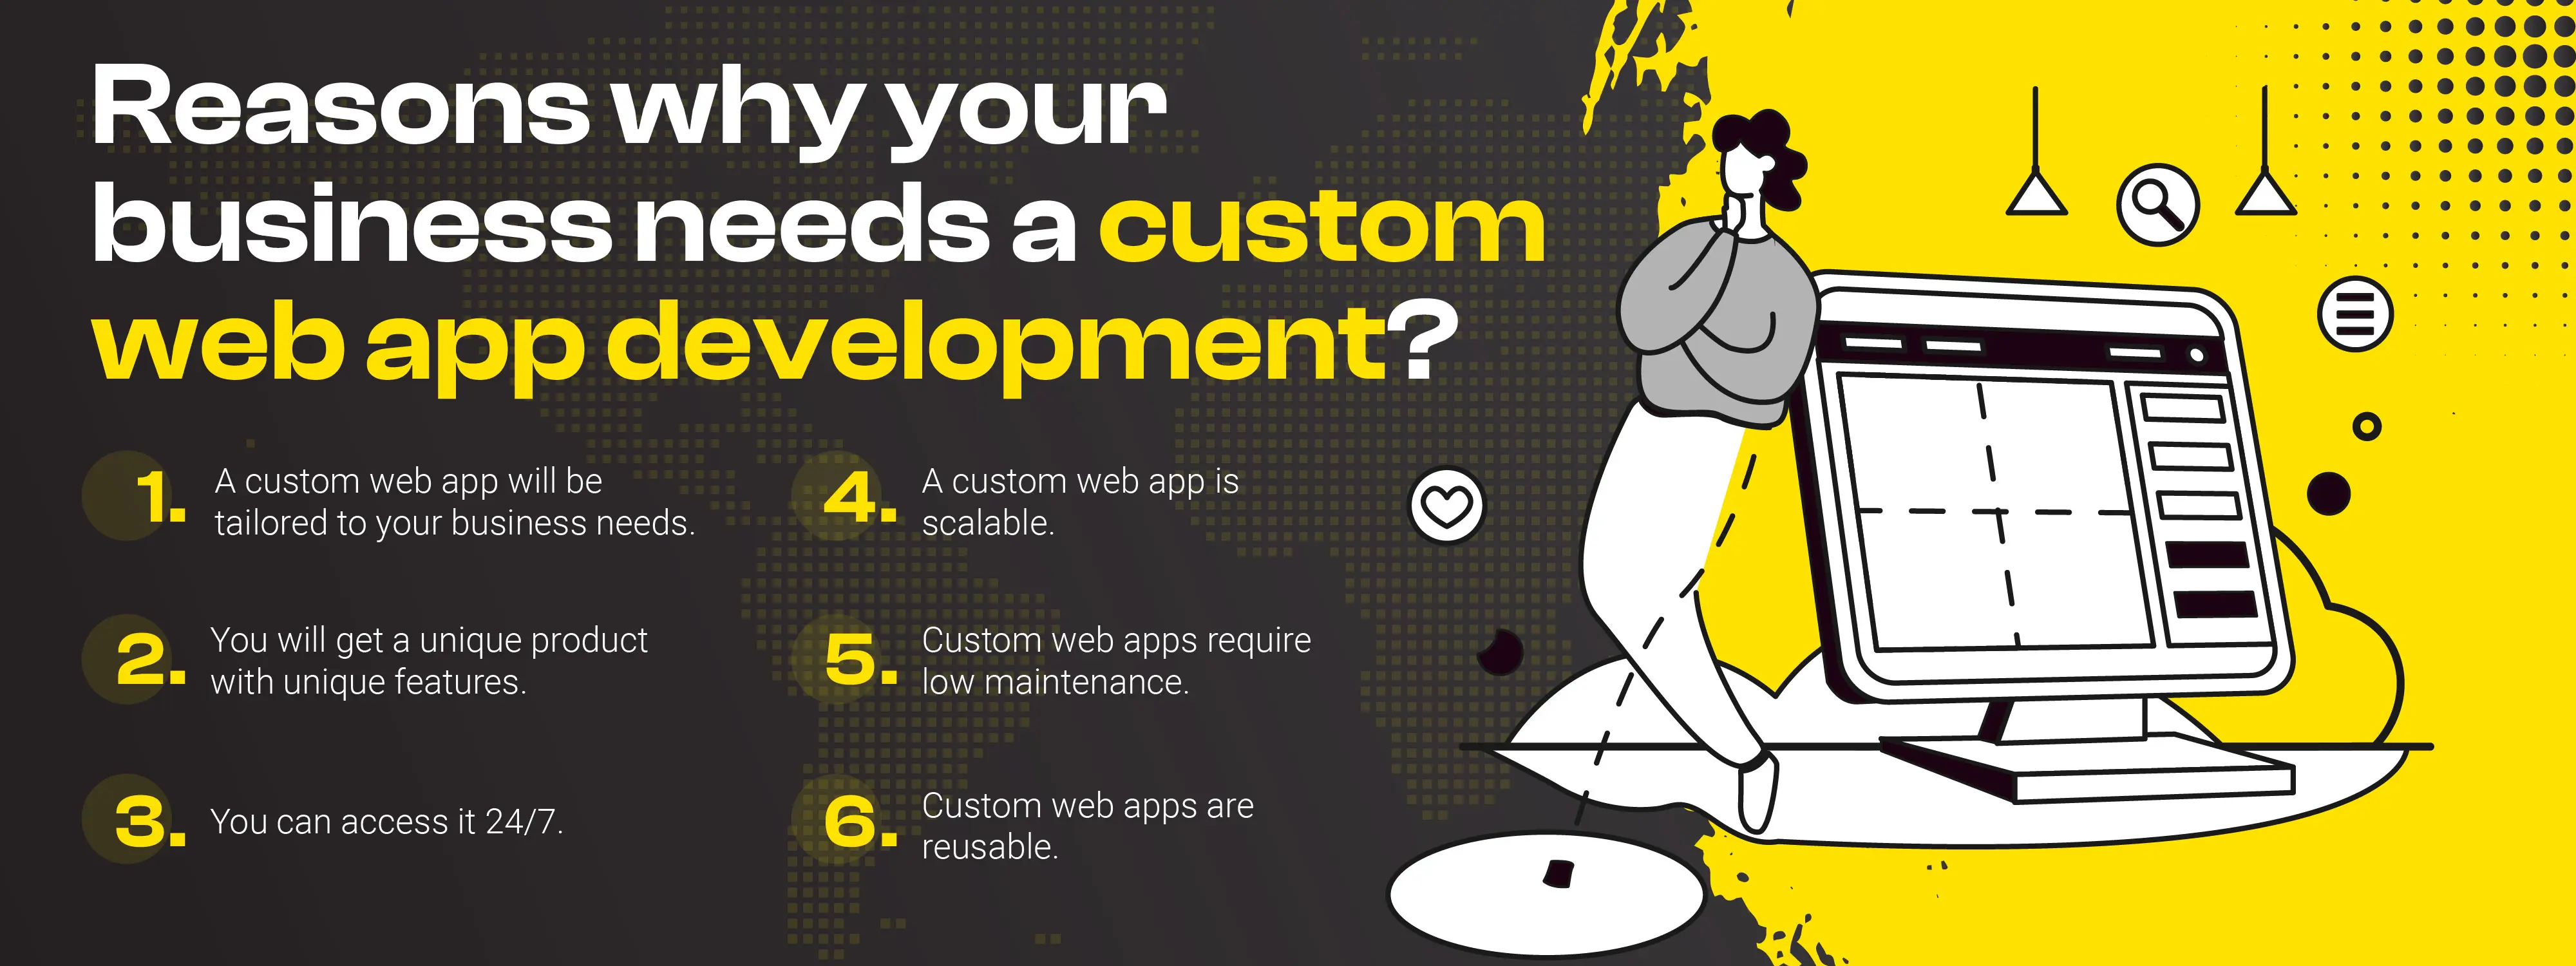 Reasons why your
business needs a custom
web app development?
1. A custom web app will be
tailored to your business needs.
2. You will get a unique product
with unique features.
3. You can access it 24/7.
4. A custom web app is
scalable.
5. Custom web apps require
low maintenance.
6. Custom web apps are
reusable.